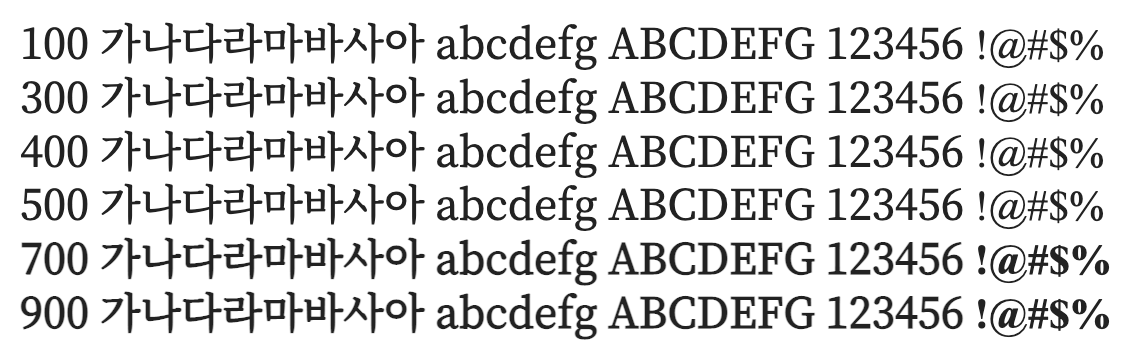 100 가나다라마바사아 abcdefg ABCDEFG 123456 !@#$%
300 가나다라마바사아 abcdefg ABCDEFG 123456 !@#$%
400 가나다라마바사아 abcdefg ABCDEFG 123456 !@#$%
500 가나다라마바사아 abcdefg ABCDEFG 123456 !@#$%
700 가나다라마바사아 abcdefg ABCDEFG 123456 !@#$%
900 가나다라마바사아 abcdefg ABCDEFG 123456 !@#$%